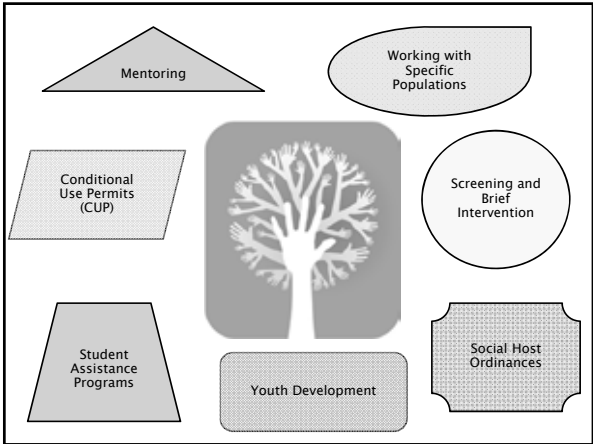 Mentoring
Working with
Specific
Populations
Conditional
Use Permits
(CUP)
Screening and
Brief
Intervention
Student
Assistance
Programs
Youth Development
Social Host
Ordinances